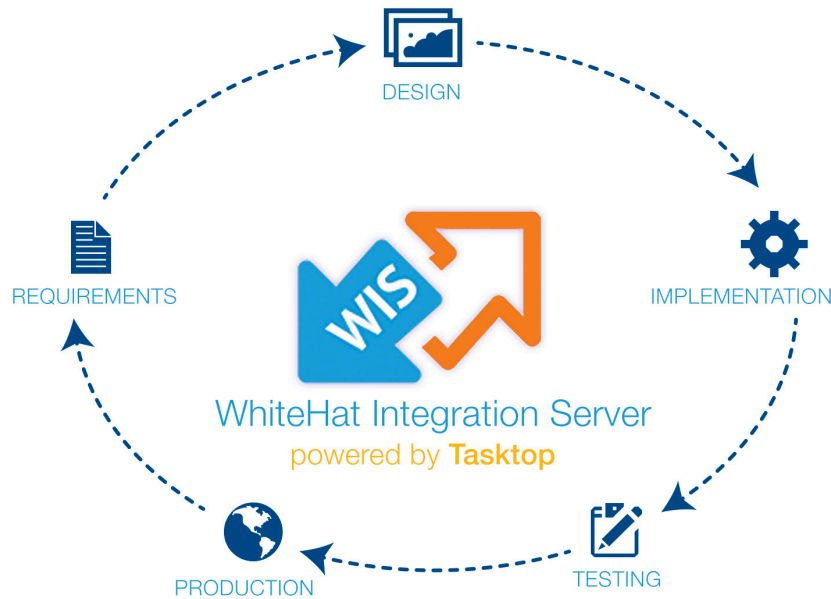 DESIGN
REQUIREMENTS
IMPLEMENTATION
WIS
WhiteHat Integration Server
powered by Tasktop
PRODUCTION
TESTING